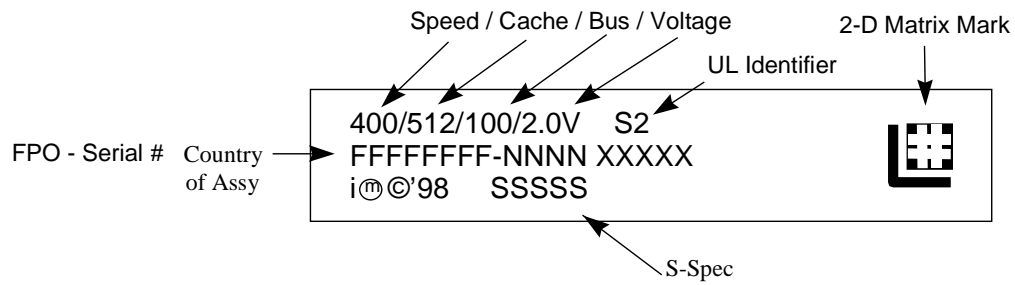 Speed / Cache / Bus / Voltage
2-D Matrix Mark
UL Identifier
400/512/100/2.0V S2
FPO - Serial # Country of Assy
FFFFFFFF-NNNN XXXXX
iⓜ©'98 SSSSS
S-Spec